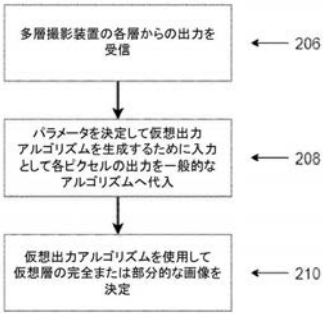 多層撮影装置の各層からの出力を
受信
206
パラメータを決定して仮想出力
アルゴリズムを生成するために入力
として各ピクセルの出力を一般的な
アルゴリズムへ代入
208
仮想出力アルゴリズムを使用して
仮想層の完全または部分的な画像を
決定
210